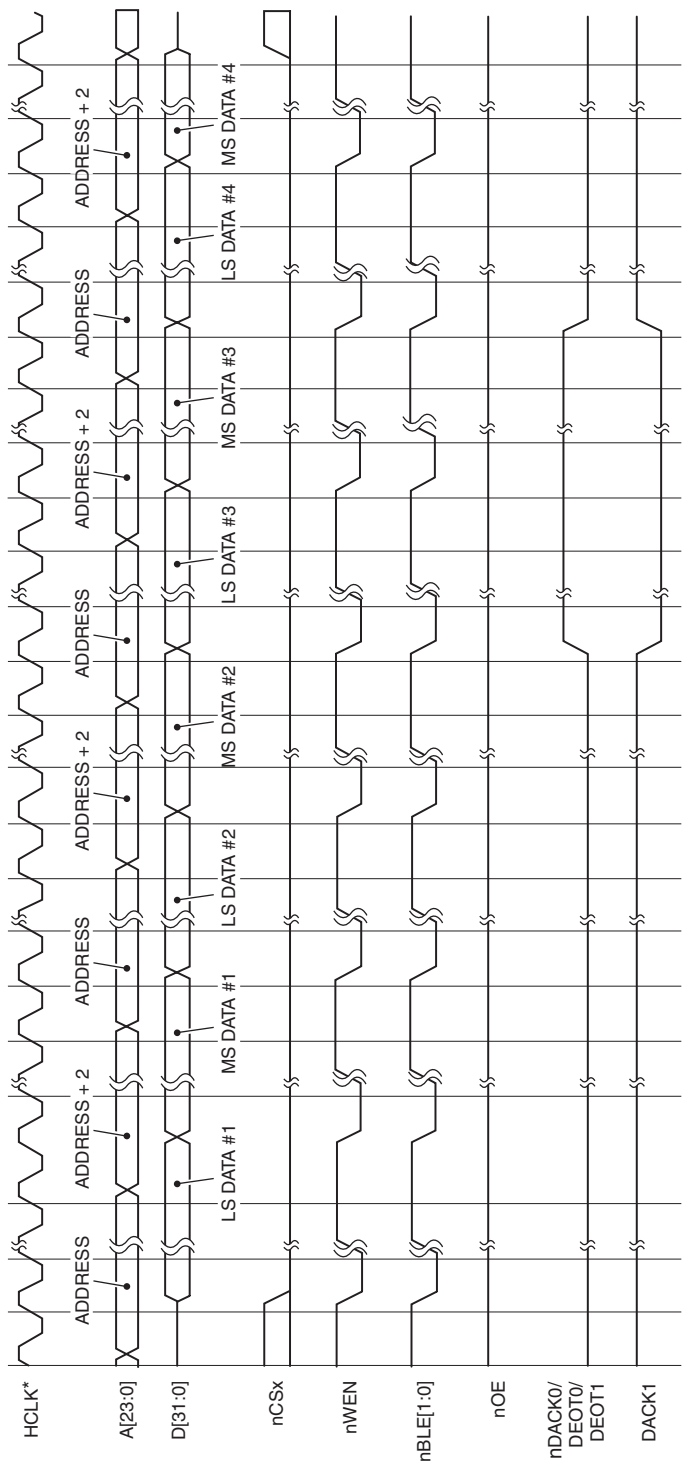 HCLK*
ADDRESS
ADDRESS + 2
ADDRESS
ADDRESS + 2
ADDRESS
ADDRESS + 2
ADDRESS
ADDRESS + 2
A[23:0]
D[31:0]
LS DATA #1
MS DATA #1
LS DATA #2
MS DATA #2
LS DATA #3
MS DATA #3
LS DATA #4
MS DATA #4
nCSx
nWEN
nBLE[1:0]
nOE
nDACK0/
DEOT0/
DEOT1
DACK1